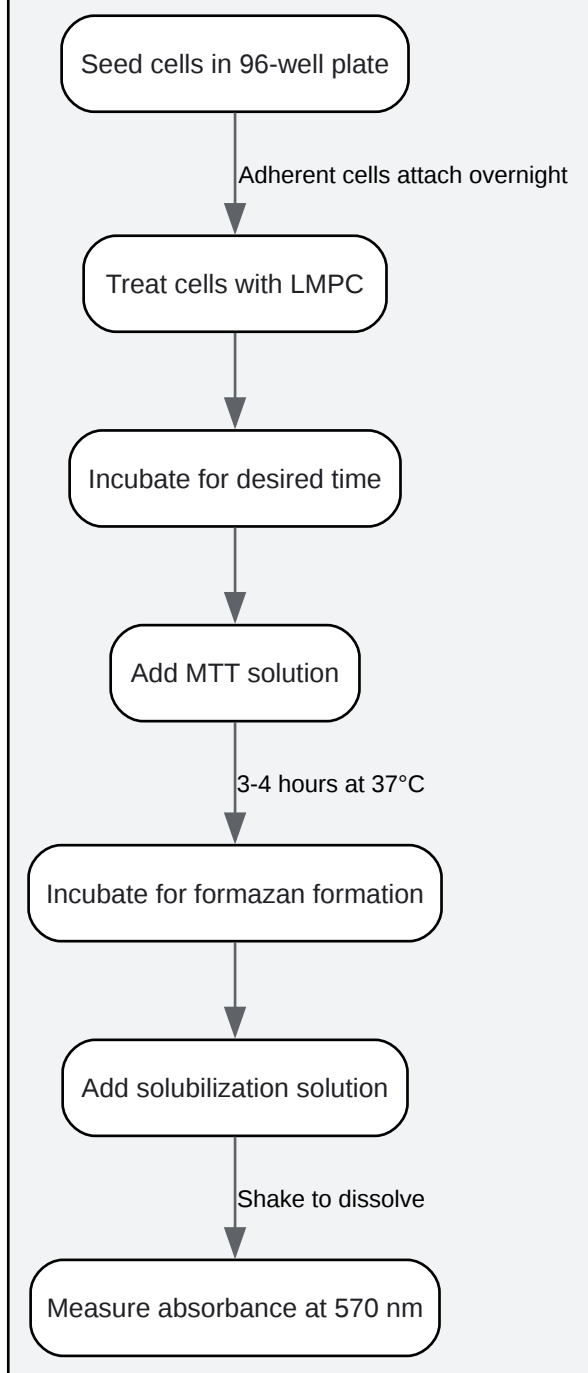 Seed cells in 96-well plate
Adherent cells attach overnight
Treat cells with LMPC
Incubate for desired time
Add MTT solution
3-4 hours at 37°C
Incubate for formazan formation
Add solubilization solution
Shake to dissolve
Measure absorbance at 570 nm